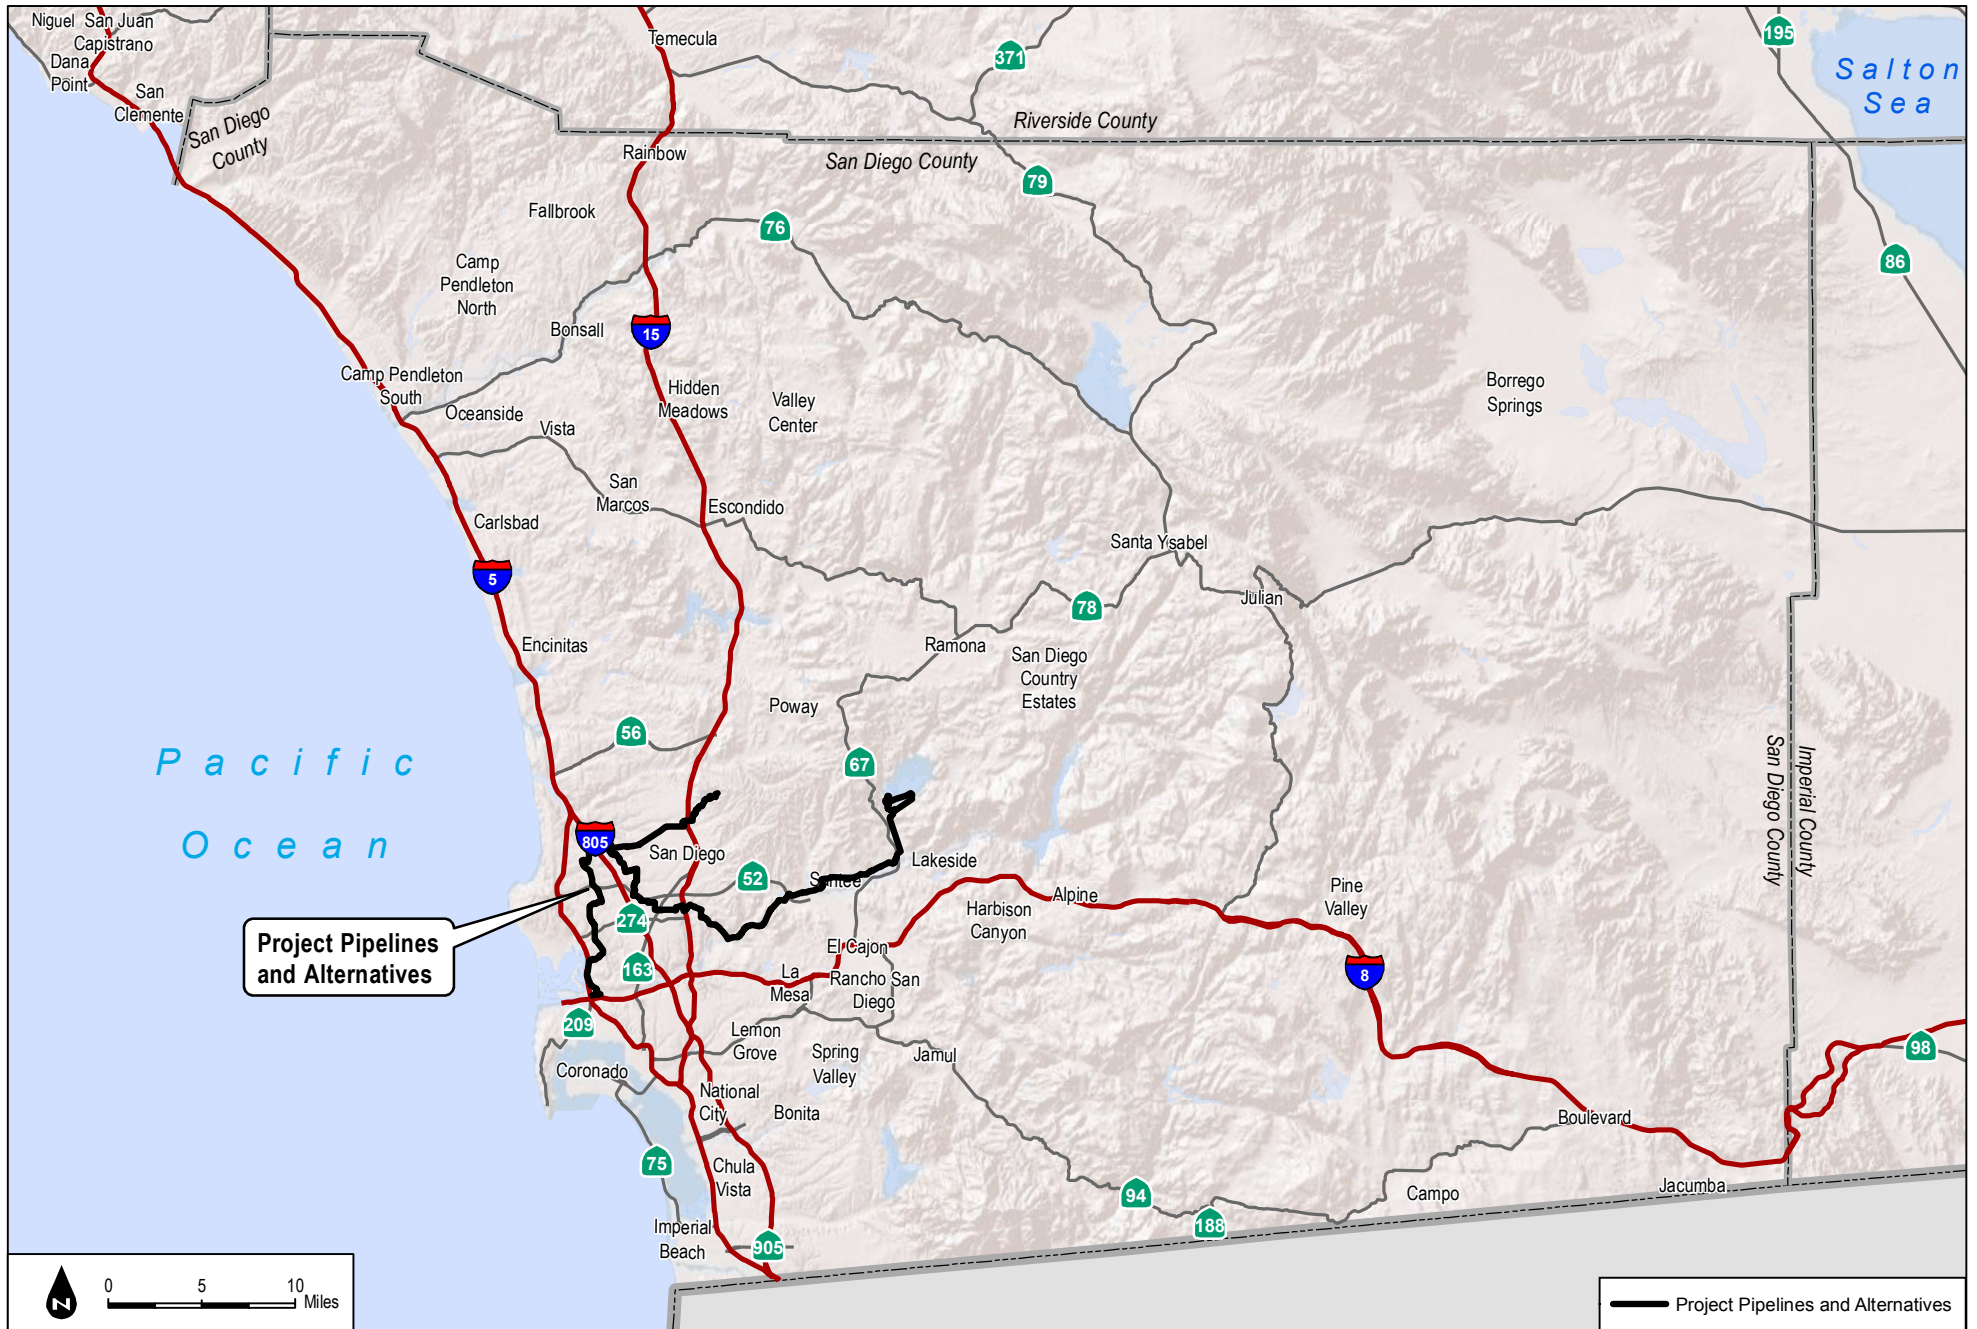 Niguel
San Juan
Capistrano
Dana
Point
San
Clemente
San Diego
County
Temecula
371
195
Salton
Sea
Riverside County
San Diego County
Rainbow
79
Fallbrook
76
86
Camp
Pendleton
North
Bonsall
15
Camp Pendleton
South
Oceanside
Hidden
Meadows
Valley
Center
Borrego
Springs
Vista
San
Marcos
Escondido
Carlsbad
Santa Ysabel
5
78
Julian
Encinitas
Ramona
San Diego
Country
Estates
Poway
56
67
Pacific
Ocean
San Diego County
Imperial County
805
San Diego
52
Santee
Lakeside
Alpine
Pine
Valley
Harbison
Canyon
274
Project Pipelines
and Alternatives
163
El Cajon
La
Mesa
Rancho San
Diego
8
209
Lemon
Grove
Spring
Valley
Jamul
98
Coronado
National
City
Bonita
Boulevard
75
Chula
Vista
94
Campo
Jacumba
188
Imperial
Beach
905
N
0 5 10
Miles
Project Pipelines and Alternatives